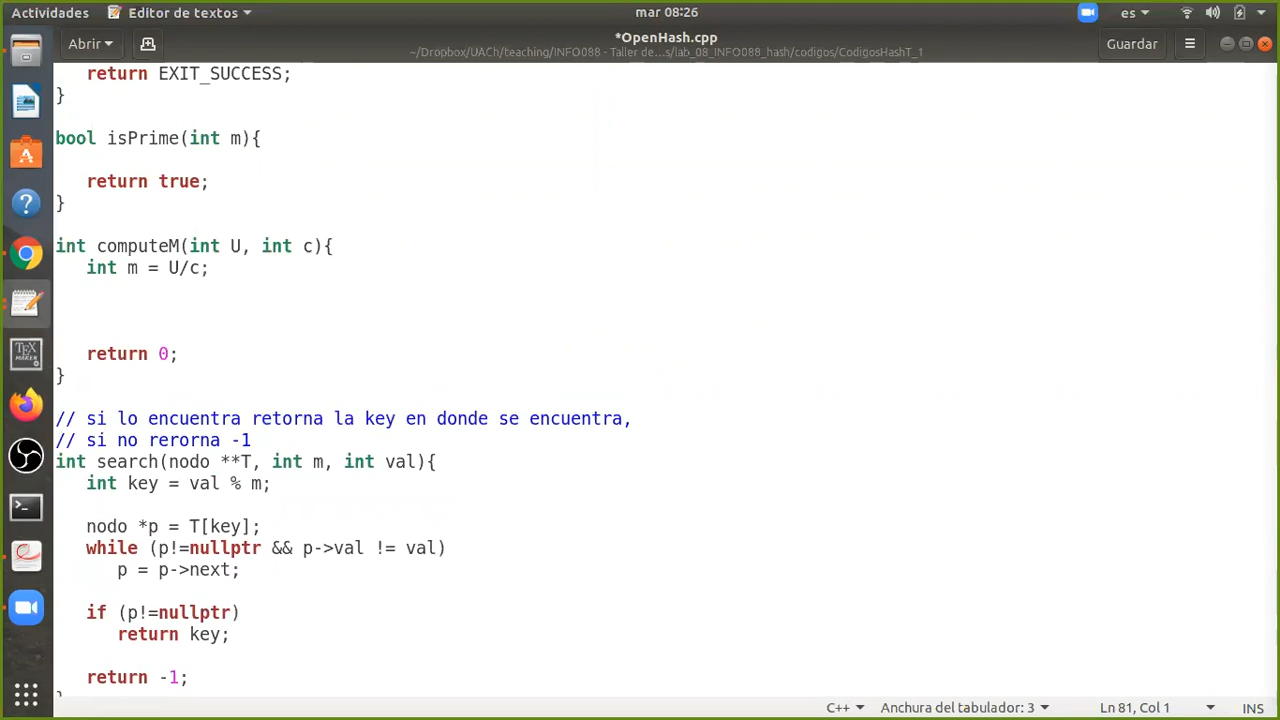 Actividades Editor de textos mar 08:26 es
Abrir *OpenHash.cpp Guardar
~/Dropbox/UACh/teaching/INFO088 - Taller de…s/lab_08_INFO088_hash/codigos/CodigosHashT_1
return EXIT_SUCCESS;
}
bool isPrime(int m){
return true;
}
int computeM(int U, int c){
int m = U/c;
return 0;
}
// si lo encuentra retorna la key en donde se encuentra,
// si no rerorna -1
int search(nodo **T, int m, int val){
int key = val % m;
nodo *p = T[key];
while (p!=nullptr && p->val != val)
p = p->next;
if (p!=nullptr)
return key;
return -1;
}
C++ Anchura del tabulador: 3 Ln 81, Col 1 INS